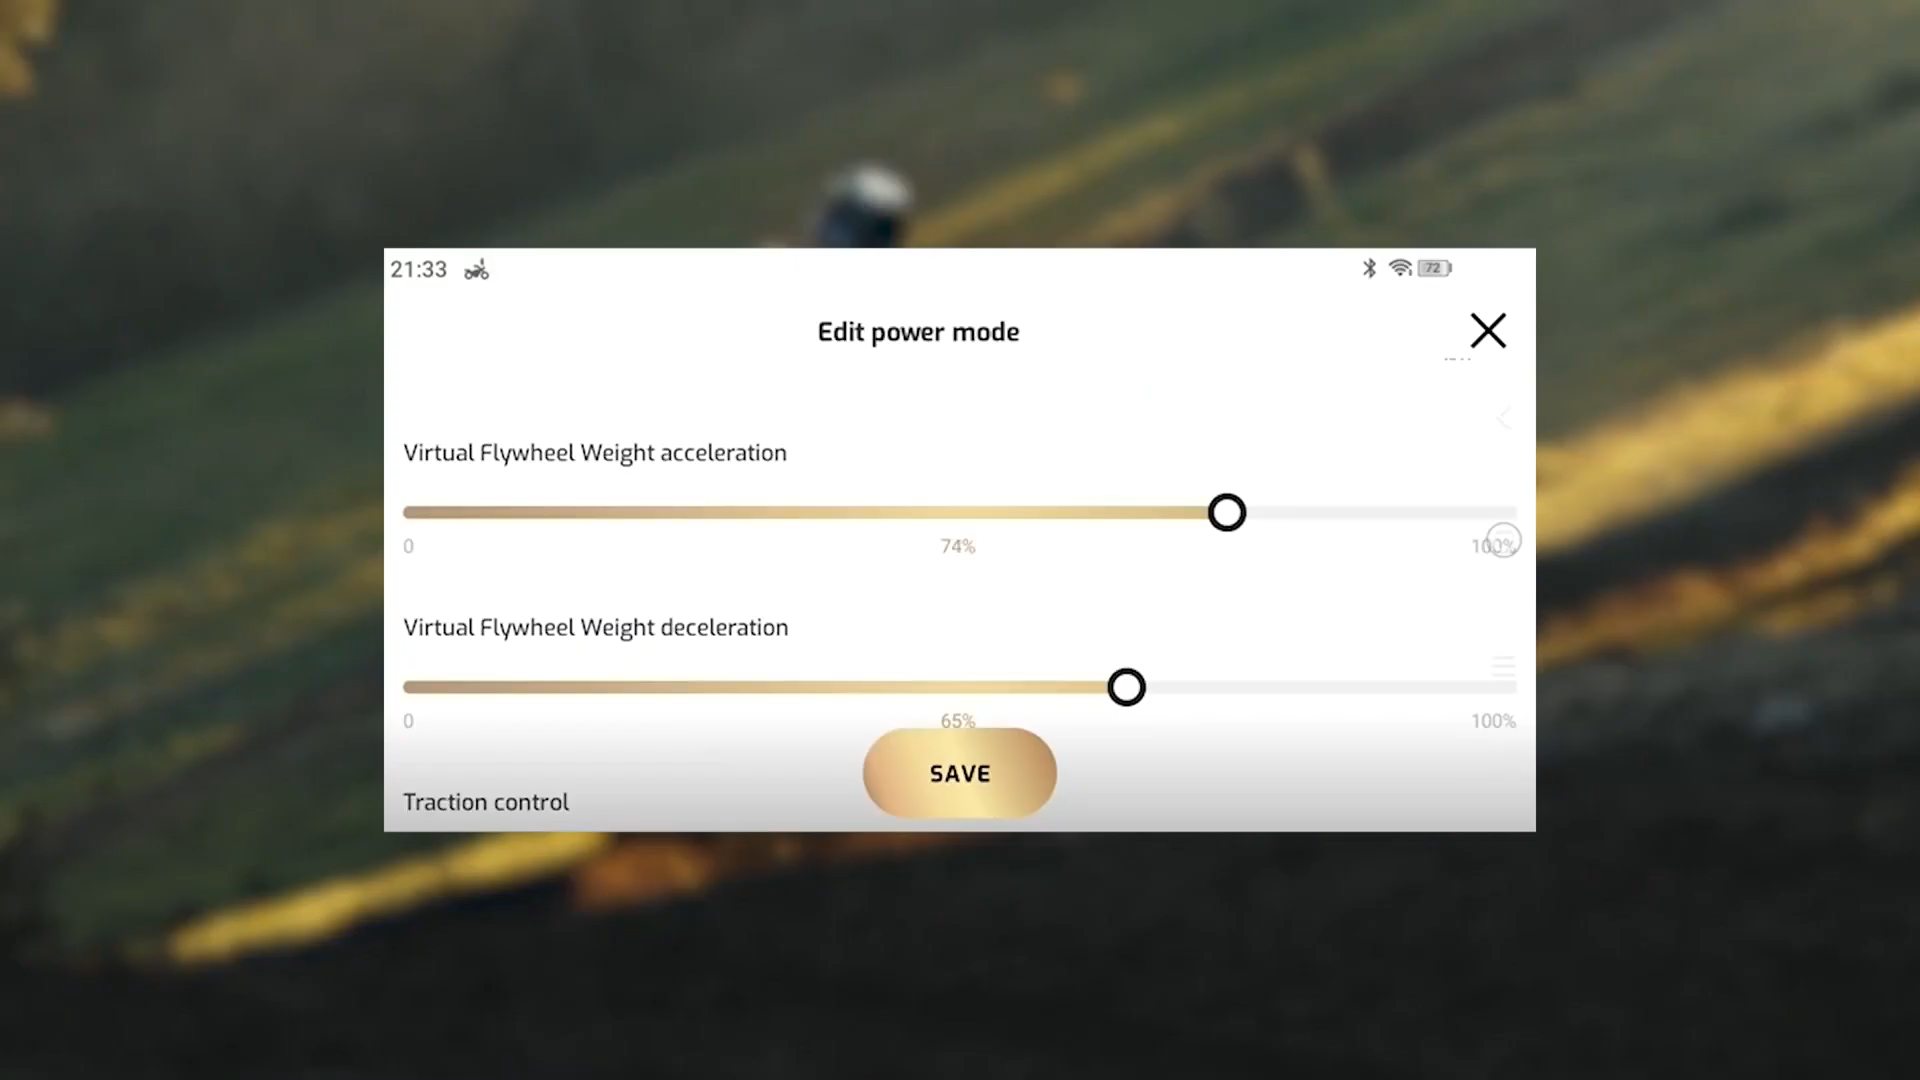 21:33
72
Edit power mode
Virtual Flywheel Weight acceleration
0 74% 100%
Virtual Flywheel Weight deceleration
0 65% 100%
SAVE
Traction control